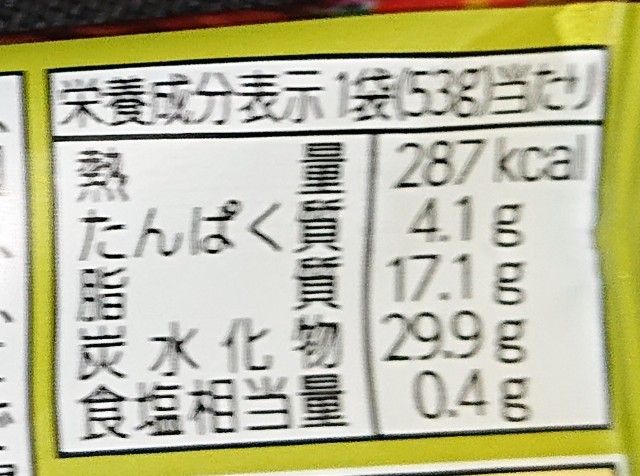 栄養成分表示 1袋(53g)当たり
熱量 287 kcal
たんぱく質 4.1 g
脂質 17.1 g
炭水化物 29.9 g
食塩相当量 0.4 g